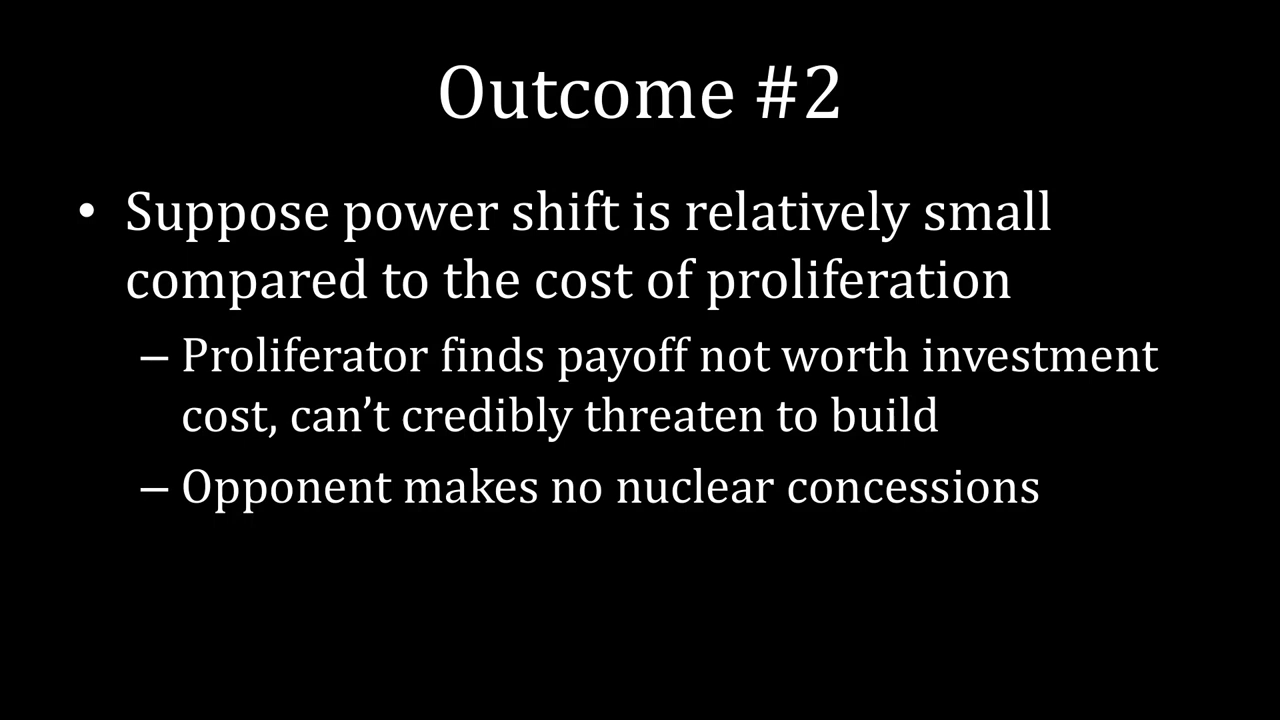 Outcome #2
• Suppose power shift is relatively small
compared to the cost of proliferation
– Proliferator finds payoff not worth investment
cost, can’t credibly threaten to build
– Opponent makes no nuclear concessions